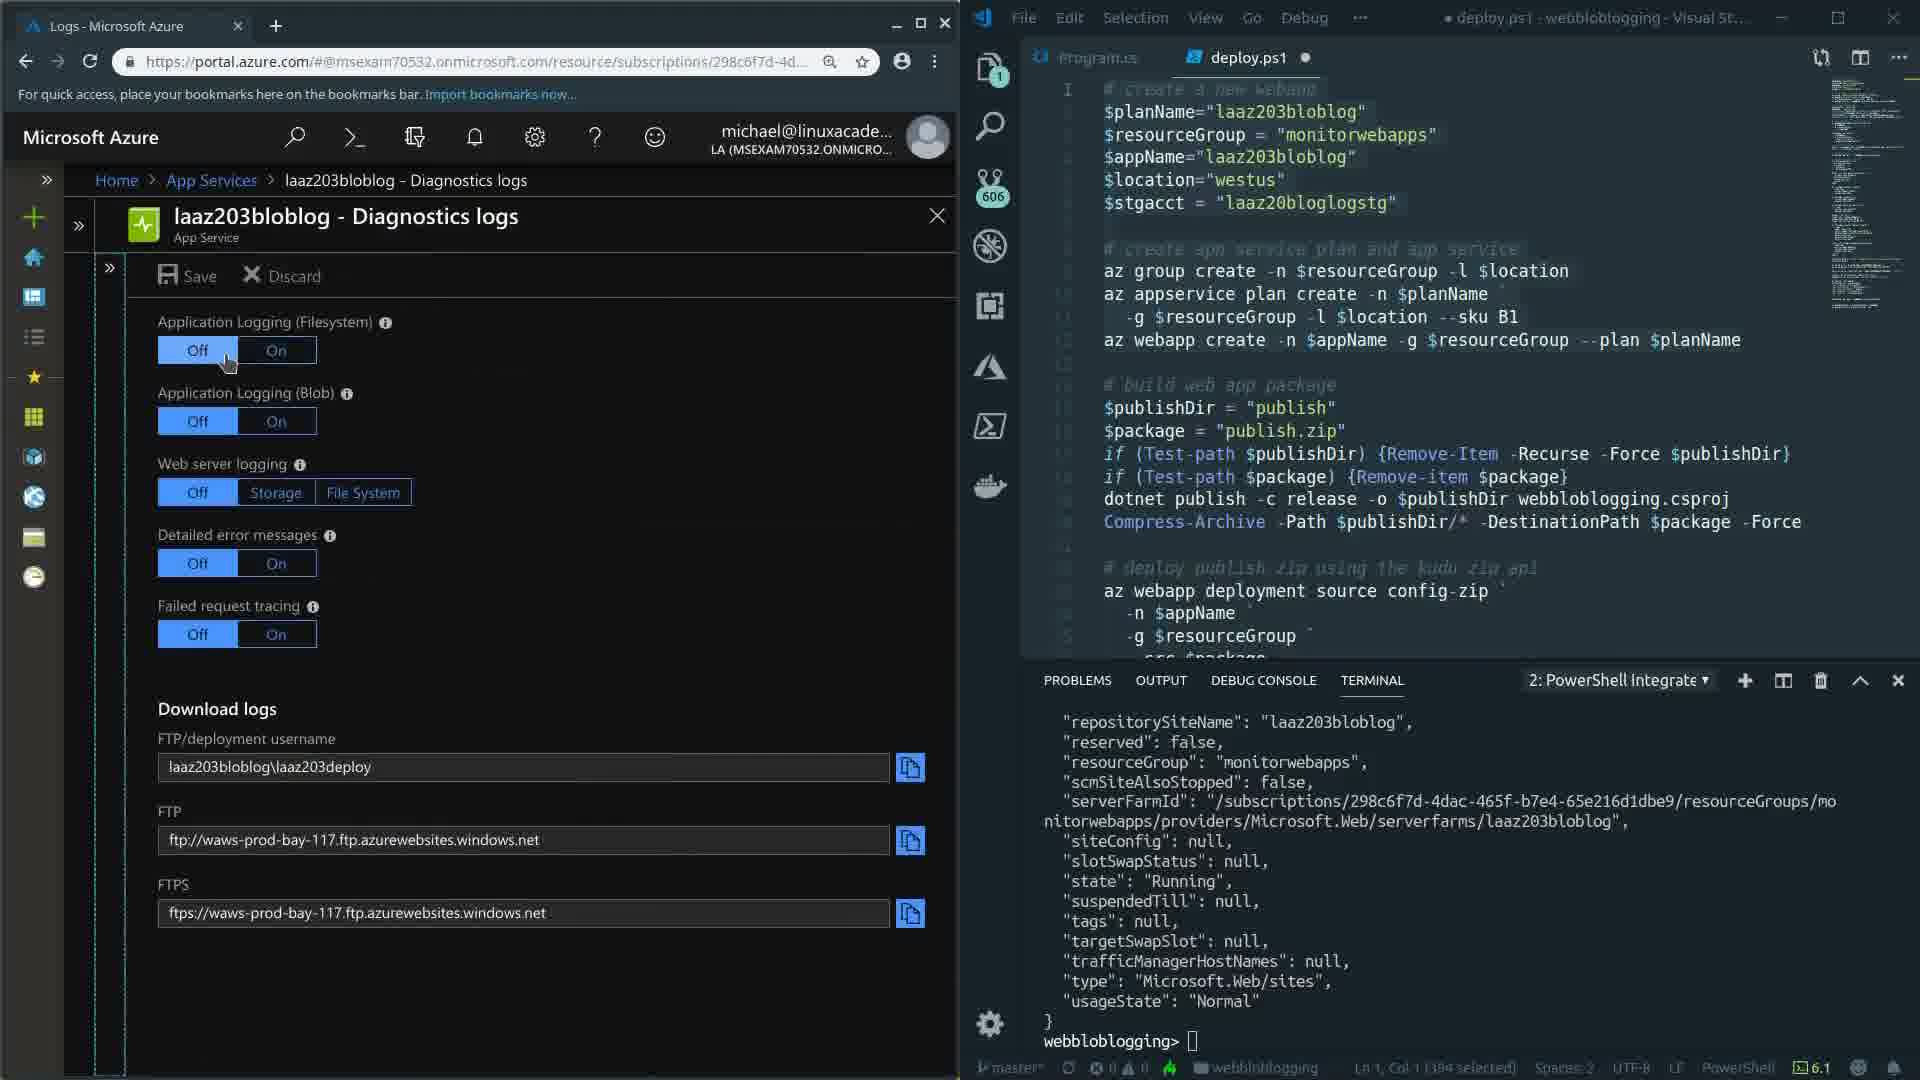 Logs - Microsoft Azure
https://portal.azure.com/#@msexam70532.onmicrosoft.com/resource/subscriptions/298c6f7d-4d...
For quick access, place your bookmarks here on the bookmarks bar. Import bookmarks now...
Microsoft Azure
michael@linuxacade...
LA (MSEXAM70532.ONMICRO...
Home > App Services > laaz203bloblog - Diagnostics logs
laaz203bloblog - Diagnostics logs
App Service
Save Discard
Application Logging (Filesystem)
Off On
Application Logging (Blob)
Off On
Web server logging
Off Storage File System
Detailed error messages
Off On
Failed request tracing
Off On
Download logs
FTP/deployment username
laaz203bloblog\laaz203deploy
FTP
ftp://waws-prod-bay-117.ftp.azurewebsites.windows.net
FTPS
ftps://waws-prod-bay-117.ftp.azurewebsites.windows.net
File Edit Selection View Go Debug ... ● deploy.ps1 - webbloblogging - Visual St...
Program.cs deploy.ps1 ●
1
606
1 # create a new webapp
$planName="laaz203bloblog"
$resourceGroup = "monitorwebapps"
$appName="laaz203bloblog"
$location="westus"
$stgacct = "laaz20bloglogstg"
# create app service plan and app service
az group create -n $resourceGroup -l $location
az appservice plan create -n $planName `
-g $resourceGroup -l $location --sku B1
az webapp create -n $appName -g $resourceGroup --plan $planName
# build web app package
$publishDir = "publish"
$package = "publish.zip"
if (Test-path $publishDir) {Remove-Item -Recurse -Force $publishDir}
if (Test-path $package) {Remove-item $package}
dotnet publish -c release -o $publishDir webbloblogging.csproj
Compress-Archive -Path $publishDir/* -DestinationPath $package -Force
# deploy publish zip using the kudu zip api
az webapp deployment source config-zip `
-n $appName `
-g $resourceGroup `
--src $package
PROBLEMS OUTPUT DEBUG CONSOLE TERMINAL 2: PowerShell Integrate
"repositorySiteName": "laaz203bloblog",
"reserved": false,
"resourceGroup": "monitorwebapps",
"scmSiteAlsoStopped": false,
"serverFarmId": "/subscriptions/298c6f7d-4dac-465f-b7e4-65e216d1dbe9/resourceGroups/mo
nitorwebapps/providers/Microsoft.Web/serverfarms/laaz203bloblog",
"siteConfig": null,
"slotSwapStatus": null,
"state": "Running",
"suspendedTill": null,
"tags": null,
"targetSwapSlot": null,
"trafficManagerHostNames": null,
"type": "Microsoft.Web/sites",
"usageState": "Normal"
}
webbloblogging>
master* 0 0 webbloblogging Ln 1, Col 1 (394 selected) Spaces: 2 UTF-8 LF PowerShell 6.1